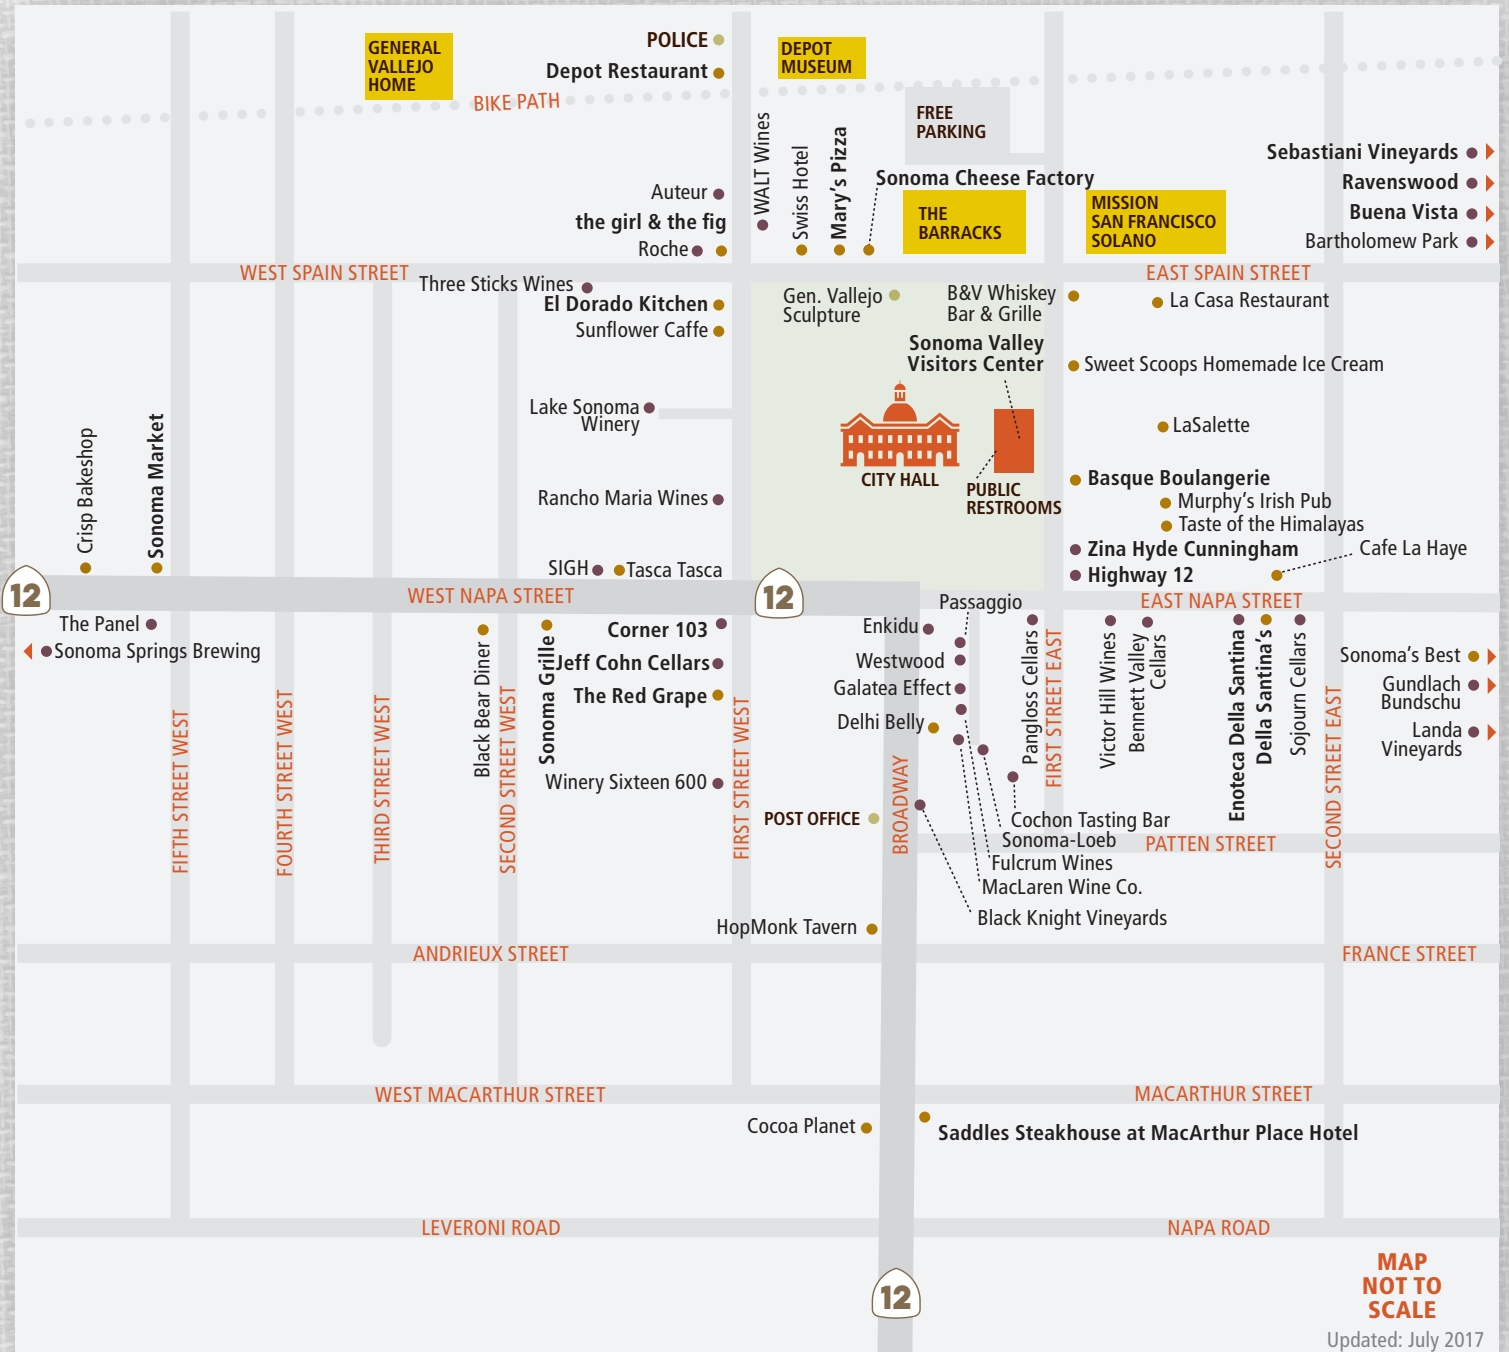 POLICE
GENERAL
VALLEJO
HOME
DEPOT
MUSEUM
Depot Restaurant
BIKE PATH
FREE
PARKING
WALT Wines
Swiss Hotel
Mary's Pizza
Sonoma Cheese Factory
Sebastiani Vineyards
Ravenswood
Buena Vista
Bartholomew Park
Auteur
the girl & the fig
Roche
THE
BARRACKS
MISSION
SAN FRANCISCO
SOLANO
WEST SPAIN STREET
EAST SPAIN STREET
Three Sticks Wines
El Dorado Kitchen
Sunflower Caffe
Gen. Vallejo
Sculpture
B&V Whiskey
Bar & Grille
La Casa Restaurant
Sonoma Valley
Visitors Center
Sweet Scoops Homemade Ice Cream
Lake Sonoma
Winery
LaSalette
Crisp Bakeshop
Sonoma Market
CITY HALL
PUBLIC
RESTROOMS
Basque Boulangerie
Rancho Maria Wines
Murphy's Irish Pub
Taste of the Himalayas
Zina Hyde Cunningham
Cafe La Haye
SIGH
Tasca Tasca
Highway 12
12
WEST NAPA STREET
12
EAST NAPA STREET
The Panel
Sonoma Springs Brewing
Black Bear Diner
Sonoma Grille
Corner 103
Jeff Cohn Cellars
The Red Grape
Winery Sixteen 600
Passaggio
Enkidu
Westwood
Galatea Effect
Delhi Belly
Pangloss Cellars
Victor Hill Wines
Bennett Valley
Cellars
Enoteca Della Santina
Della Santina's
Sojourn Cellars
Sonoma's Best
Gundlach
Bundschu
Landa
Vineyards
FIFTH STREET WEST
FOURTH STREET WEST
THIRD STREET WEST
SECOND STREET WEST
FIRST STREET WEST
BROADWAY
FIRST STREET EAST
SECOND STREET EAST
POST OFFICE
Cochon Tasting Bar
Sonoma-Loeb
PATTEN STREET
Fulcrum Wines
MacLaren Wine Co.
Black Knight Vineyards
HopMonk Tavern
ANDRIEUX STREET
FRANCE STREET
WEST MACARTHUR STREET
MACARTHUR STREET
Cocoa Planet
Saddles Steakhouse at MacArthur Place Hotel
LEVERONI ROAD
NAPA ROAD
12
MAP
NOT TO
SCALE
Updated: July 2017